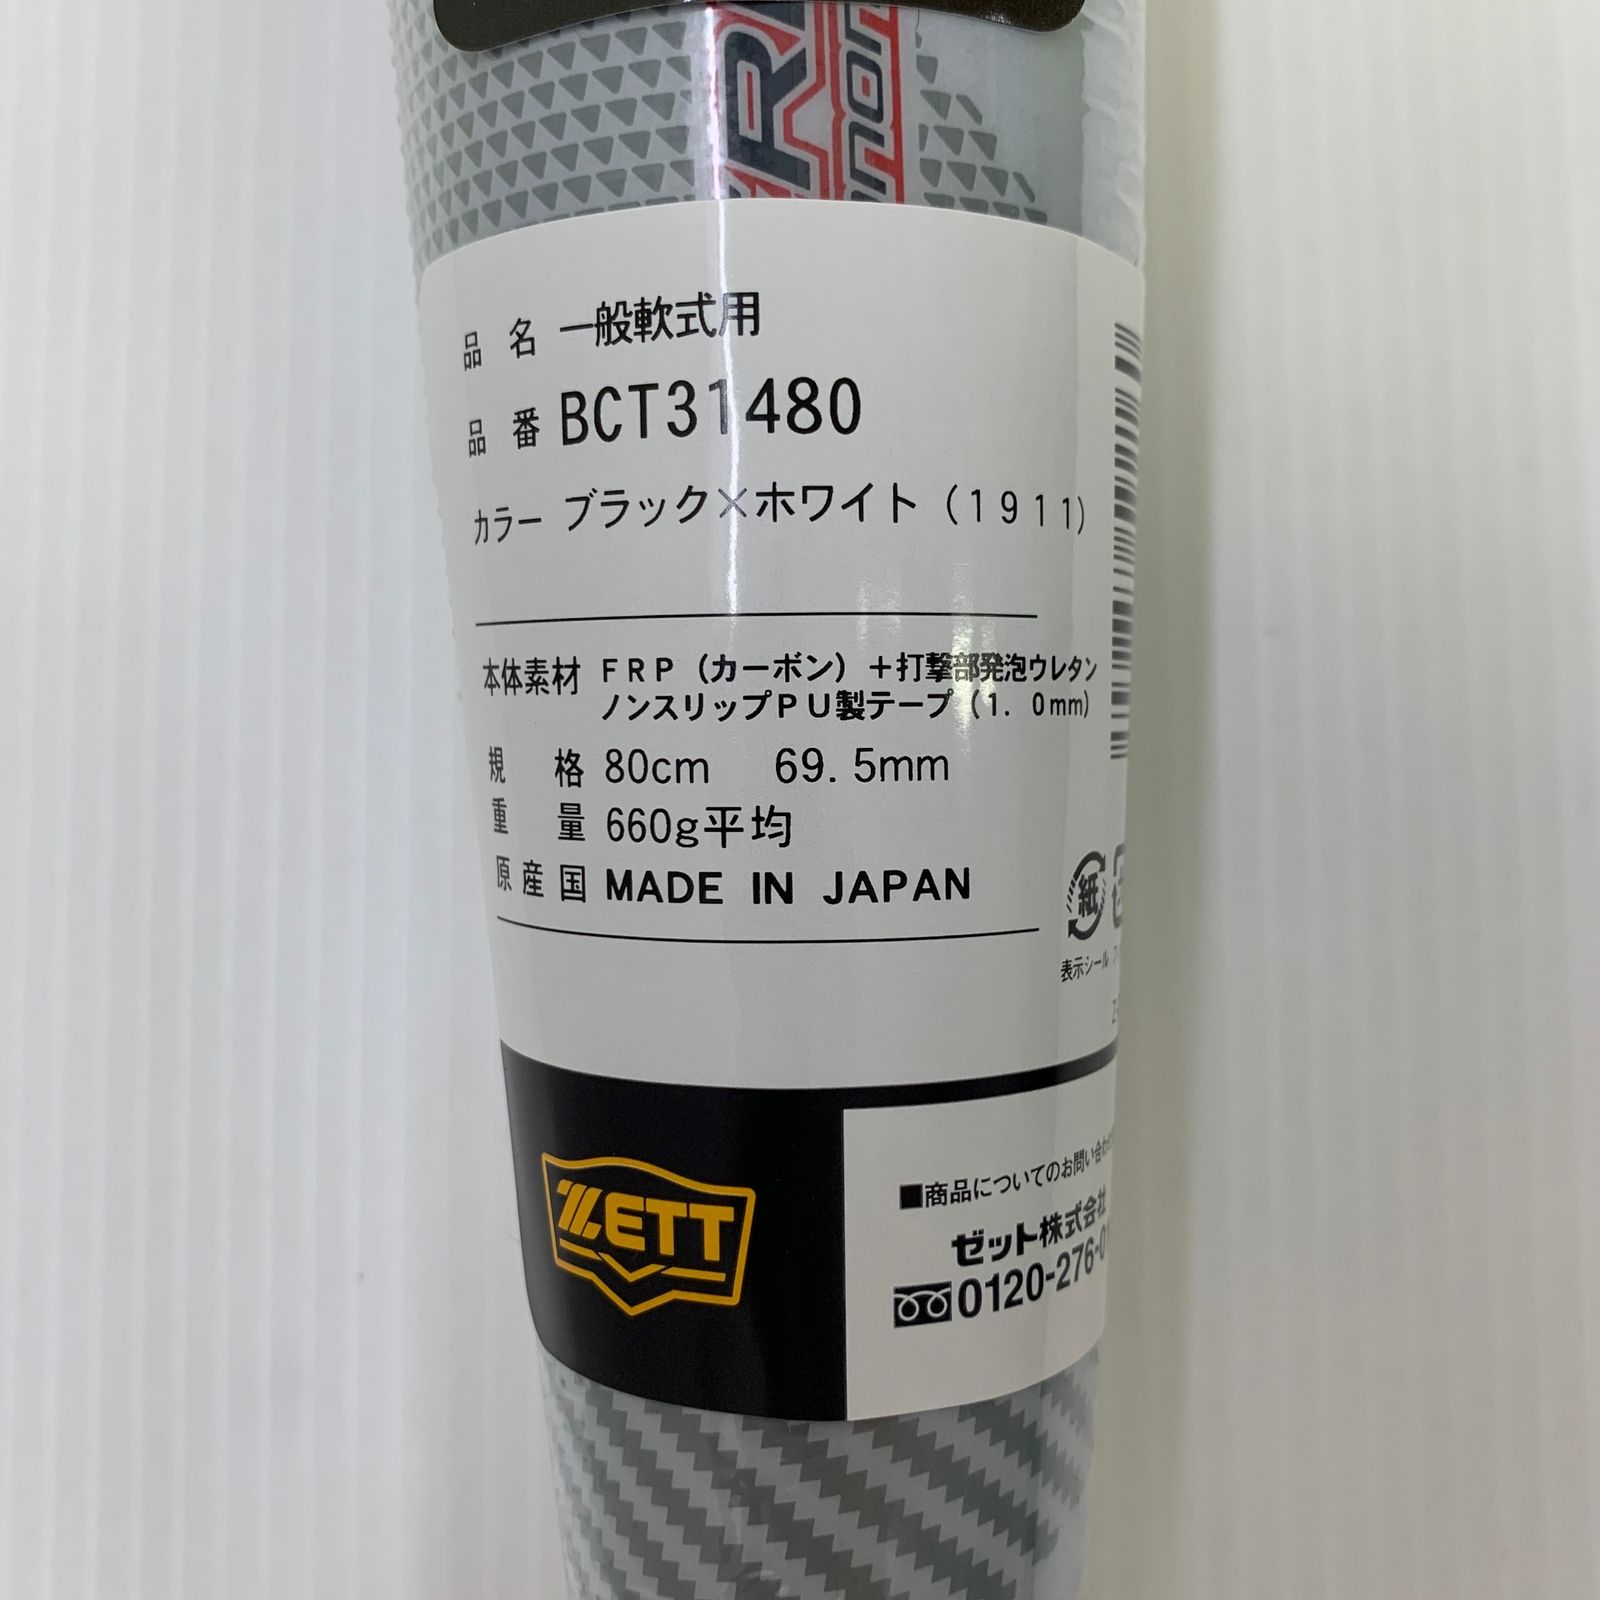 品名 一般軟式用
品番 BCT31480
カラー ブラック×ホワイト(1911)
本体素材 FRP(カーボン)+打撃部発泡ウレタン
ノンスリップPU製テープ(1.0mm)
規格 80cm 69.5mm
重量 660g平均
原産国 MADE IN JAPAN
紙
表示シール
ZETT
■商品についてのお問い合わせ
ゼット株式会社
0120-276-0